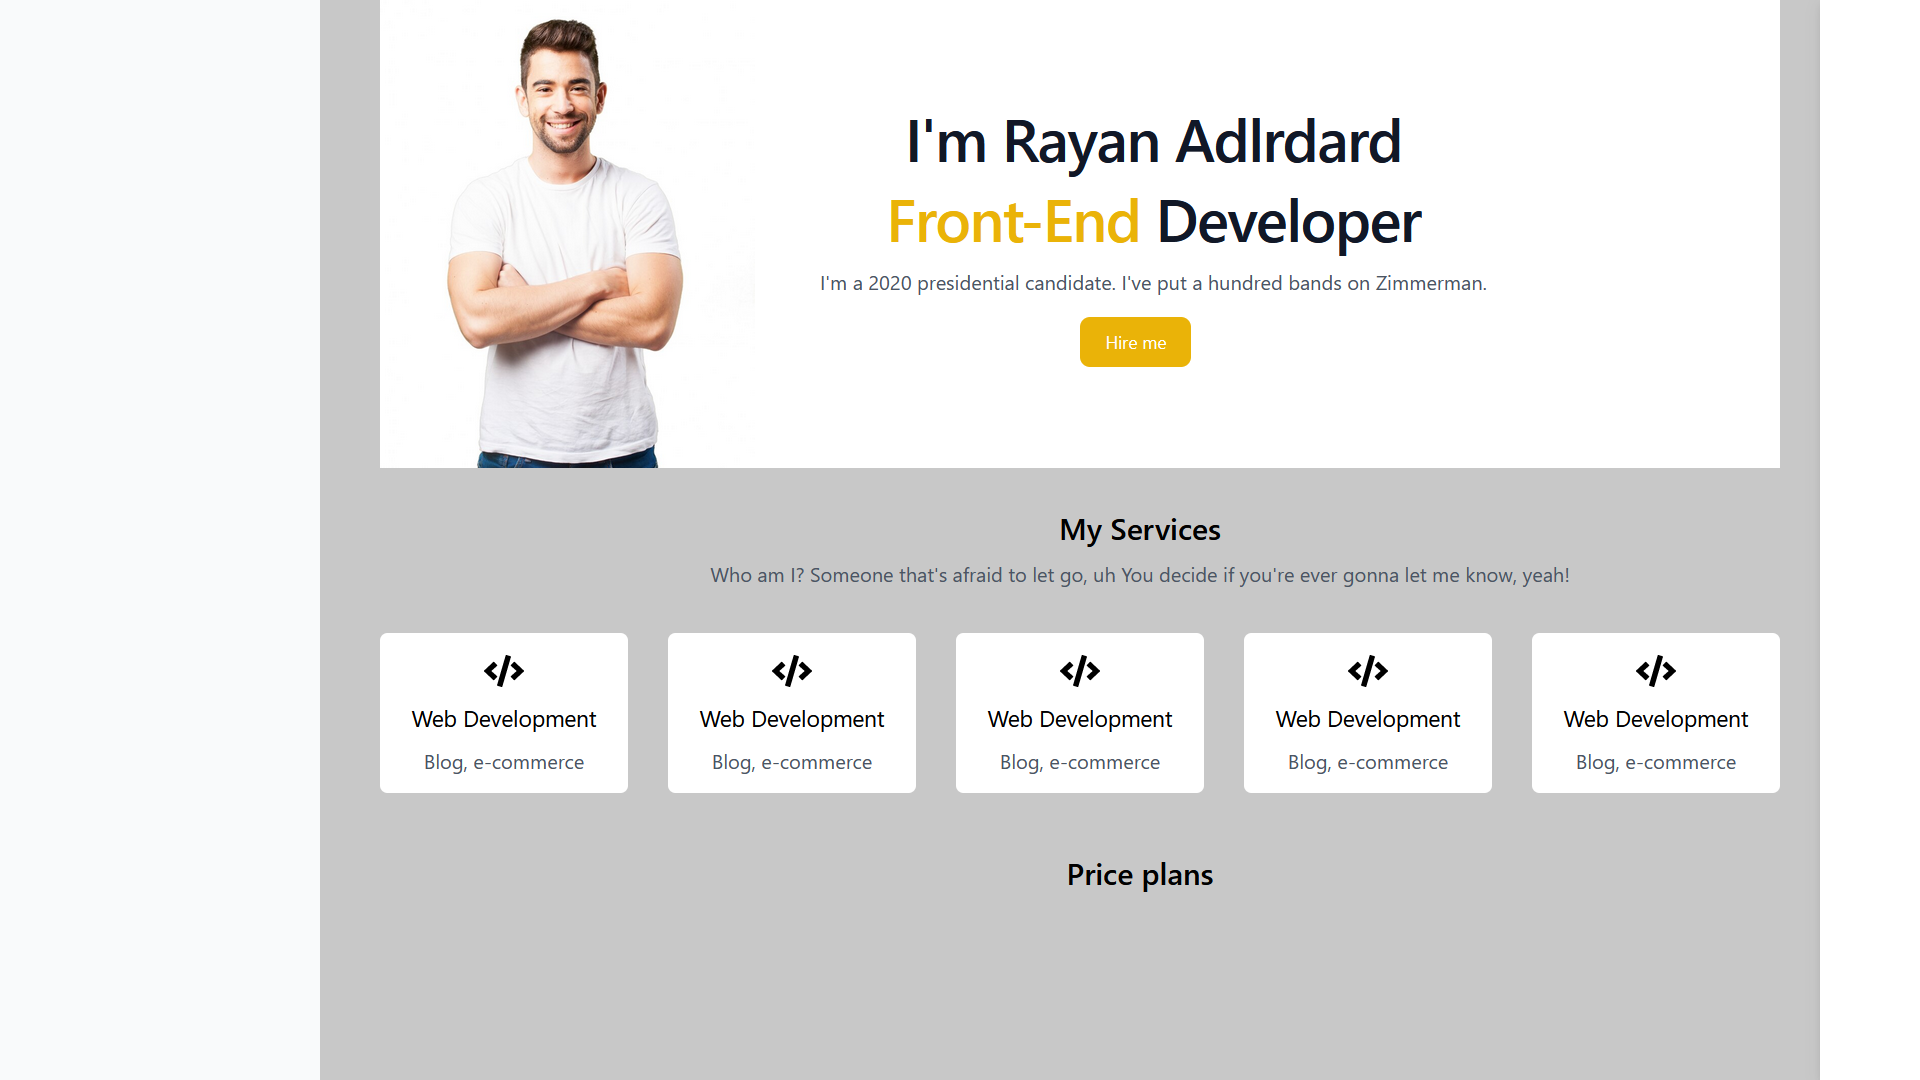 I'm Rayan Adlrdard
Front-End Developer
I'm a 2020 presidential candidate. I've put a hundred bands on Zimmerman.
Hire me
My Services
Who am I? Someone that's afraid to let go, uh You decide if you're ever gonna let me know, yeah!
Web Development
Blog, e-commerce
Web Development
Blog, e-commerce
Web Development
Blog, e-commerce
Web Development
Blog, e-commerce
Web Development
Blog, e-commerce
Price plans